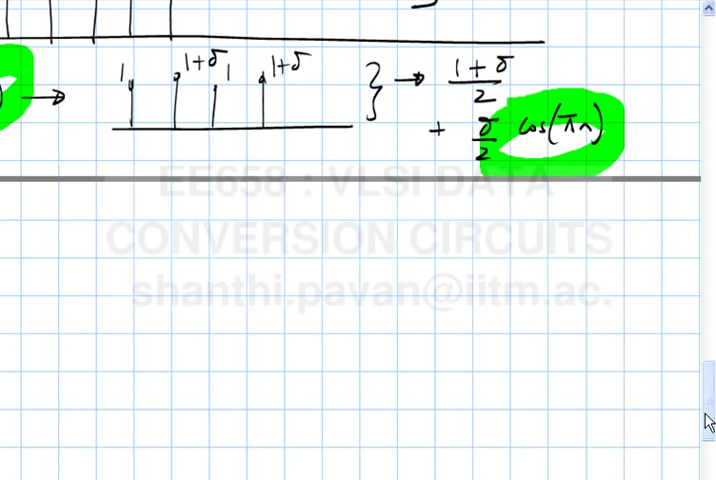 1 1+δ 1 1+δ } → 1+δ/2
→
+ δ/2 cos(πn)
EE658 : VLSI DATA
CONVERSION CIRCUITS
shanthi.pavan@iitm.ac.